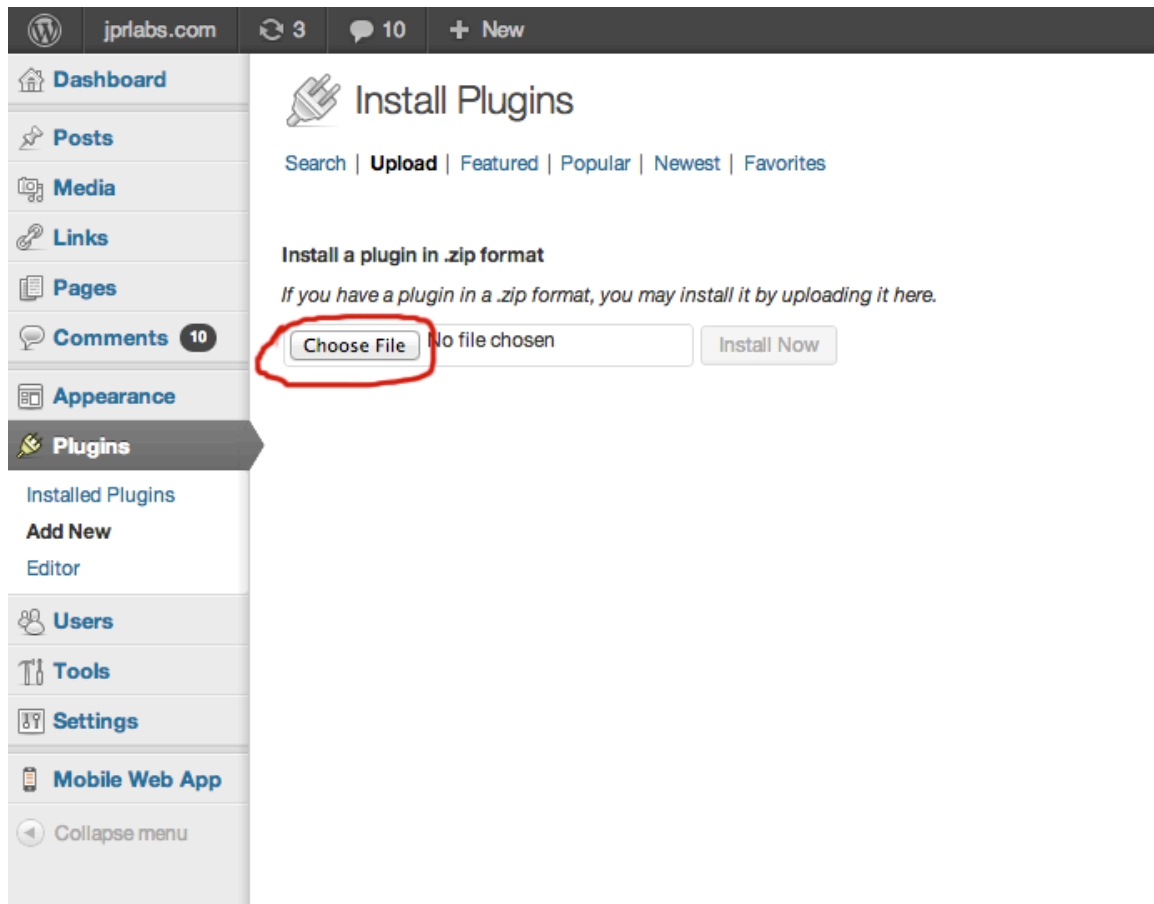 jprlabs.com 3 10 + New
Dashboard
Posts
Media
Links
Pages
Comments 10
Appearance
Plugins
Installed Plugins
Add New
Editor
Users
Tools
Settings
Mobile Web App
Collapse menu
Install Plugins
Search | Upload | Featured | Popular | Newest | Favorites
Install a plugin in .zip format
If you have a plugin in a .zip format, you may install it by uploading it here.
Choose File No file chosen Install Now